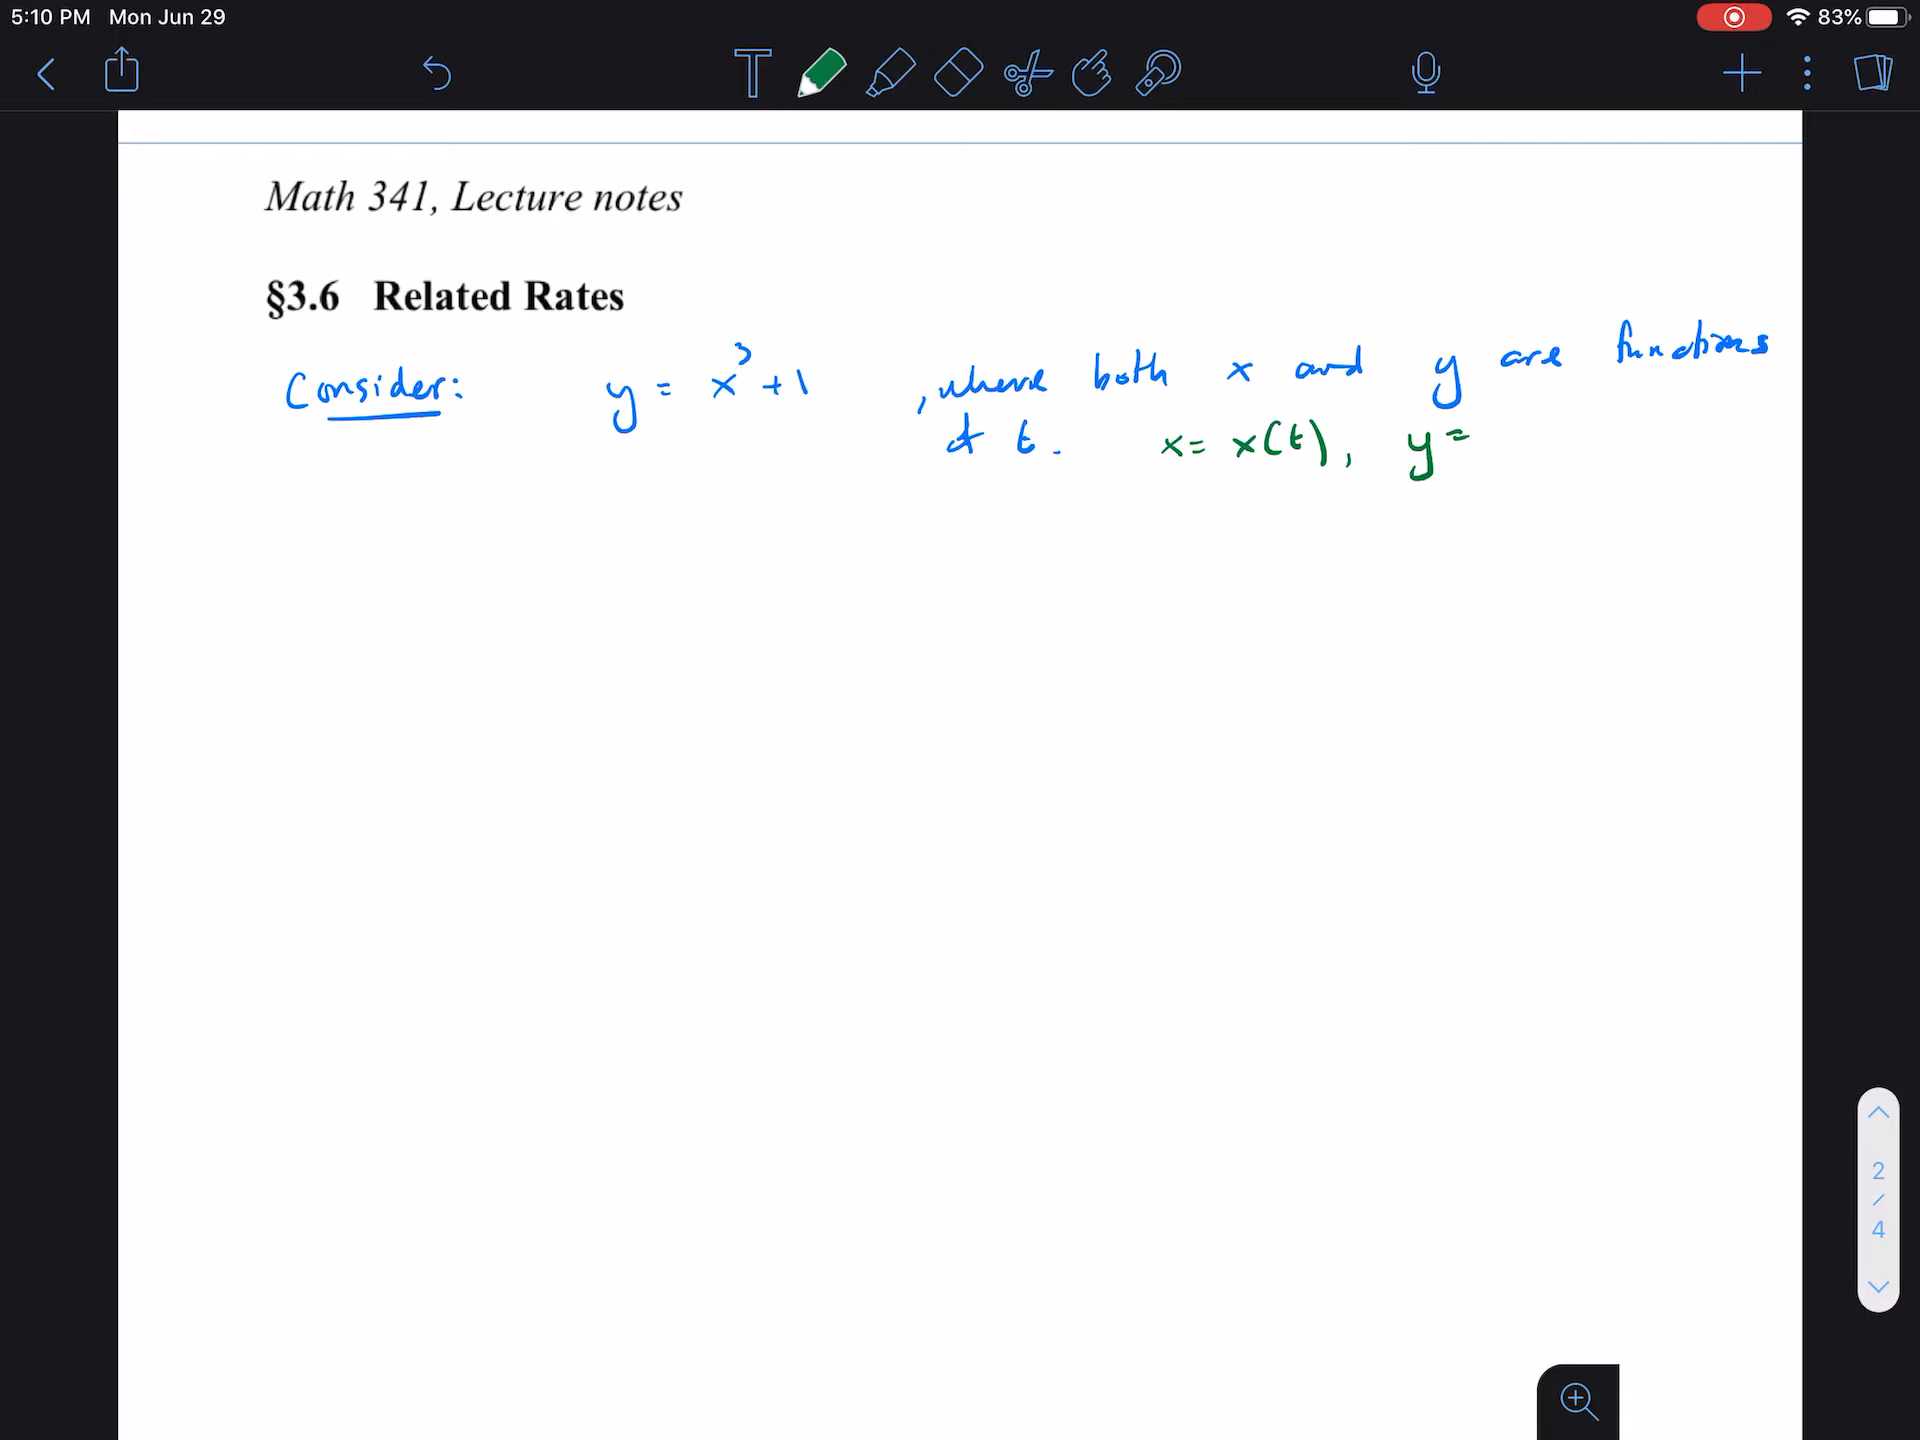 5:10 PM Mon Jun 29 83%
Math 341, Lecture notes
§3.6 Related Rates
Consider: y = x³ + 1 , where both x and y are functions
of t. x = x(t), y =
2
/
4